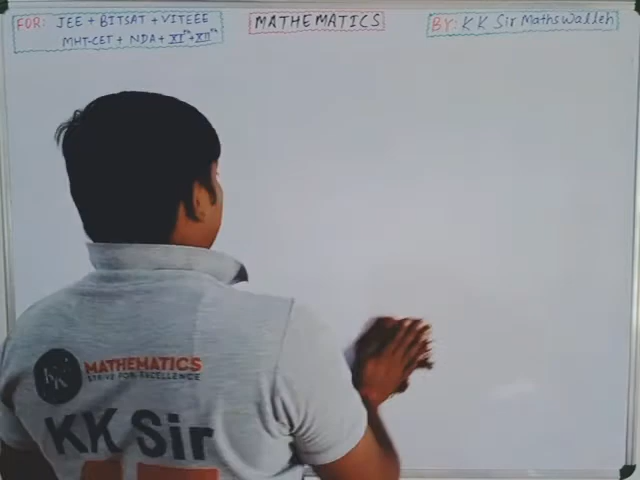 FOR: JEE + BITSAT + VITEEE
MHT-CET + NDA + XIth + XIIth
MATHEMATICS
BY: K K Sir Maths Walleh
KK
MATHEMATICS
STRIVE FOR EXCELLENCE
KK Sir